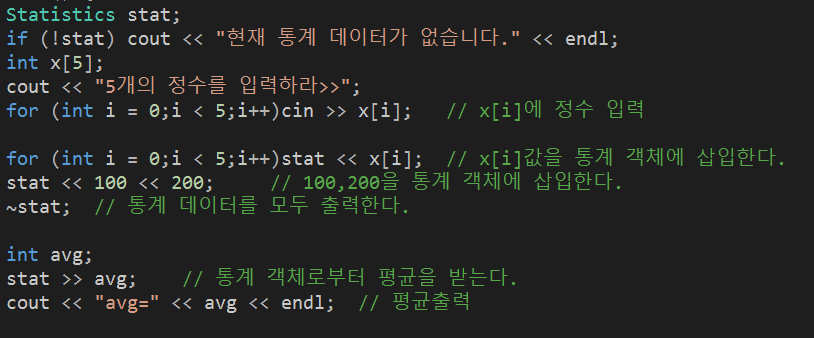 Statistics stat;
if (!stat) cout << "현재 통계 데이터가 없습니다." << endl;
int x[5];
cout << "5개의 정수를 입력하라>>";
for (int i = 0;i < 5;i++)cin >> x[i];   // x[i]에 정수 입력
for (int i = 0;i < 5;i++)stat << x[i];  // x[i]값을 통계 객체에 삽입한다.
stat << 100 << 200;     // 100,200을 통계 객체에 삽입한다.
~stat;  // 통계 데이터를 모두 출력한다.
int avg;
stat >> avg;    // 통계 객체로부터 평균을 받는다.
cout << "avg=" << avg << endl;  // 평균출력